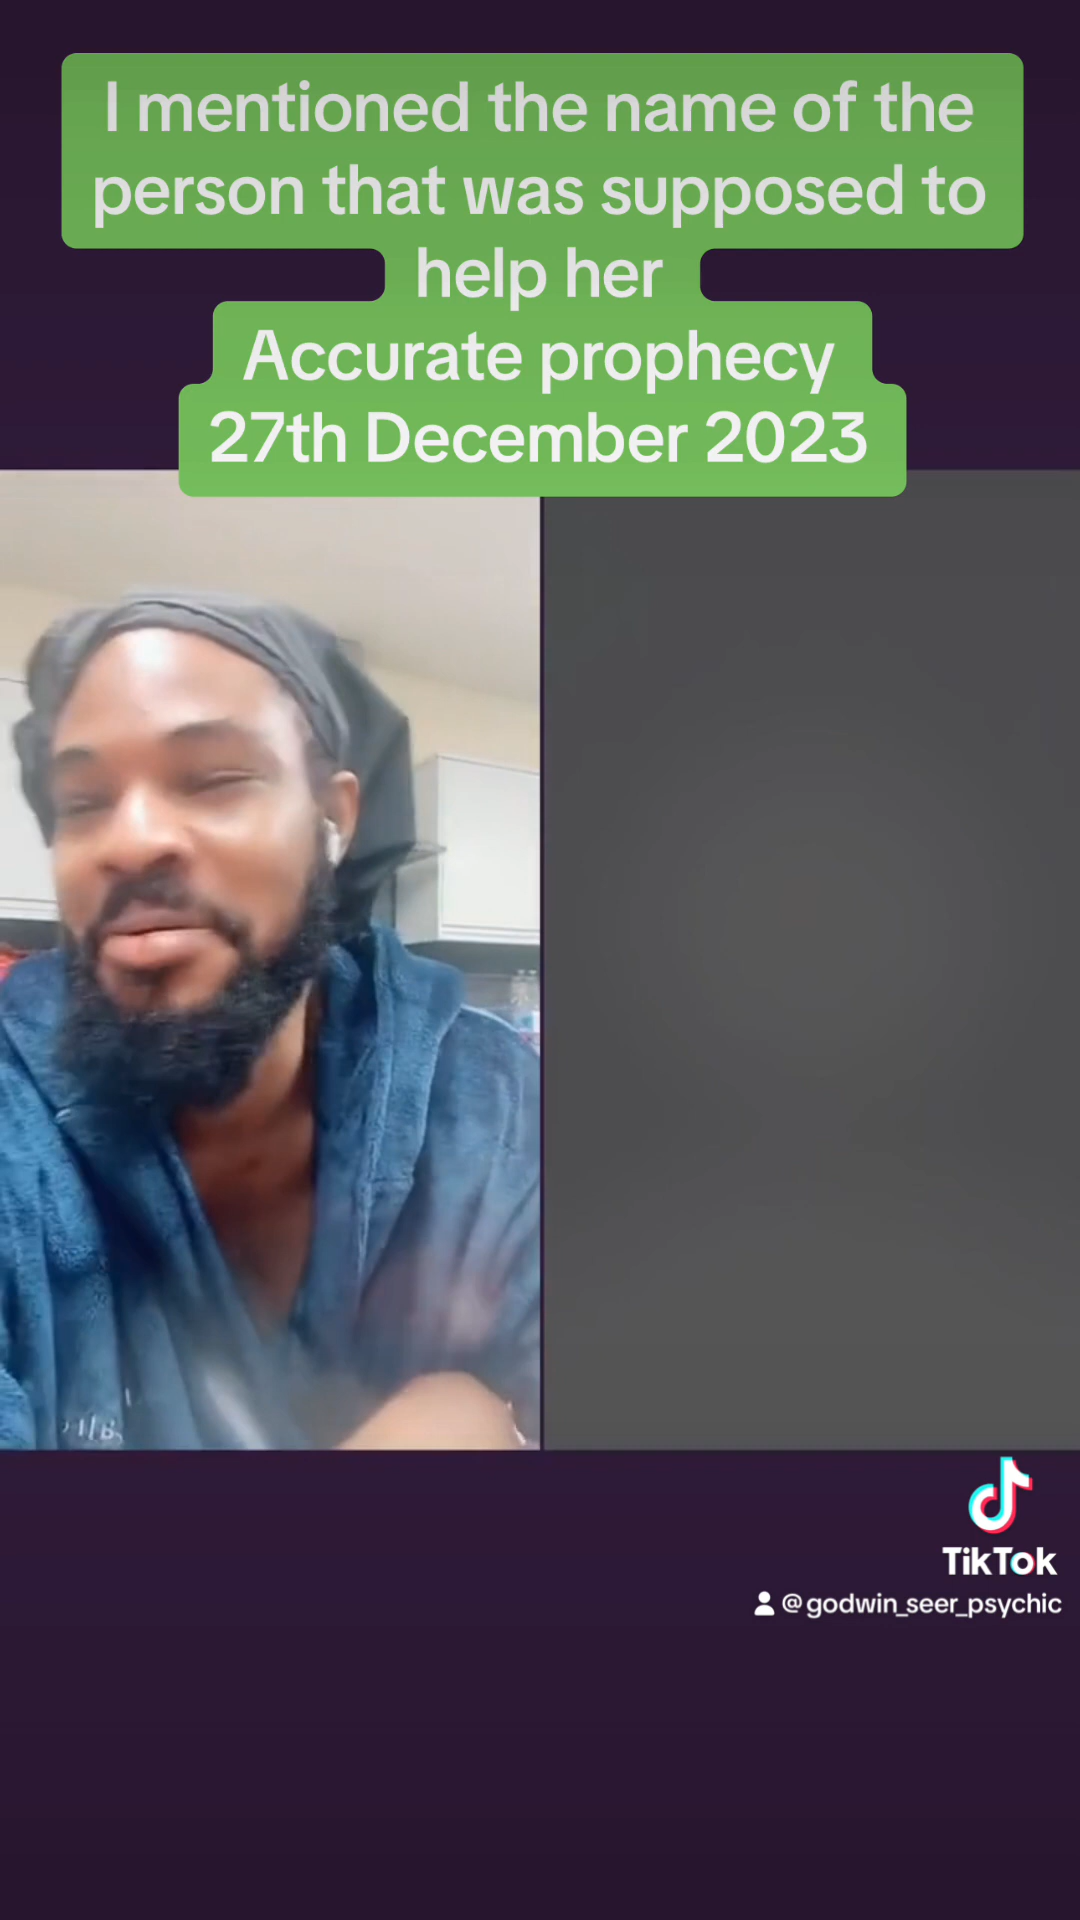 I mentioned the name of the
person that was supposed to
help her
Accurate prophecy
27th December 2023
TikTok
@godwin_seer_psychic